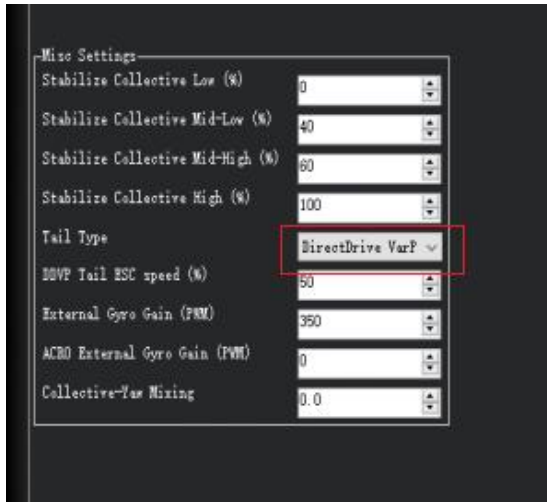 Misc Settings
Stabilize Collective Low (%)
0
Stabilize Collective Mid-Low (%)
40
Stabilize Collective Mid-High (%)
60
Stabilize Collective High (%)
100
Tail Type
DirectDrive VarP
DDVP Tail ESC speed (%)
50
External Gyro Gain (PWM)
350
ACRO External Gyro Gain (PWM)
0
Collective-Yaw Mixing
0.0